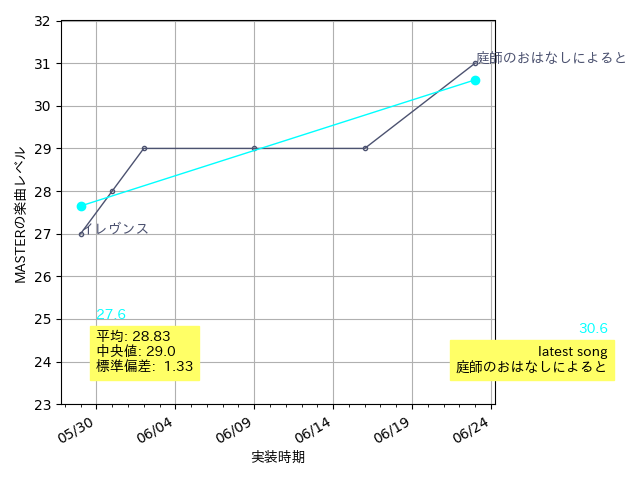 32
31
30
29
28
27
26
25
24
23
MASTERの楽曲レベル
庭師のおはなしによると
イレヴンス
27.6
平均: 28.83
中央値: 29.0
標準偏差: 1.33
30.6
latest song
庭師のおはなしによると
05/30
06/04
06/09
06/14
06/19
06/24
実装時期